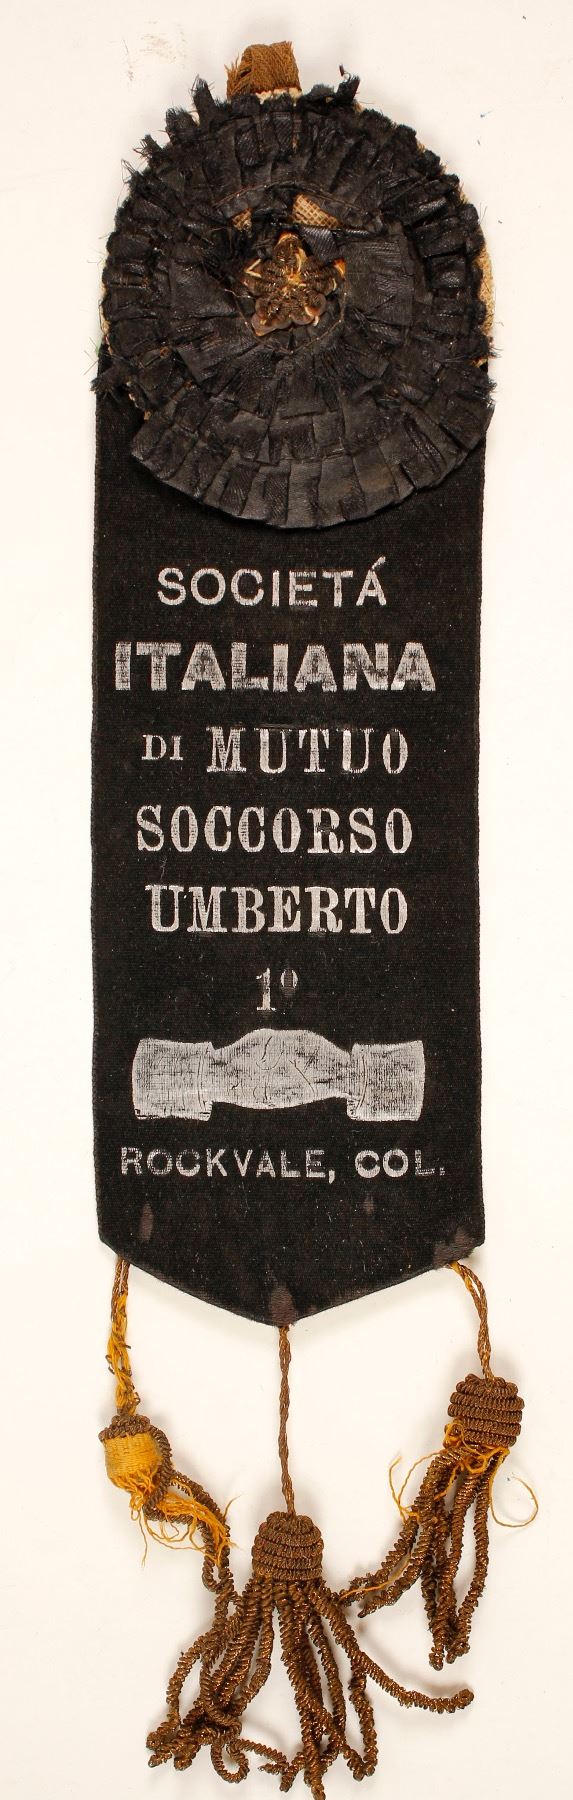 SOCIETÁ
ITALIANA
DI MUTUO
SOCCORSO
UMBERTO
1º
ROCKVALE, COL.